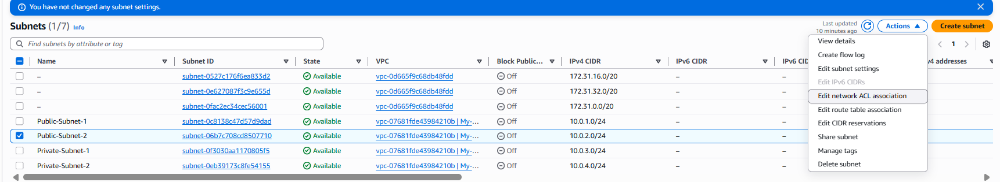 You have not changed any subnet settings.
Subnets (1/7) Info
Last updated
10 minutes ago
Actions
Create subnet
Find subnets by attribute or tag
1
Name Subnet ID State VPC Block Public... IPv4 CIDR IPv6 CIDR IPv6 CID v4 addresses
– subnet-0527c176f6ea833d2 Available vpc-0d665f9c68db48fdd Off 172.31.16.0/20 – –
– subnet-0e627087f3c9e655d Available vpc-0d665f9c68db48fdd Off 172.31.32.0/20 – –
– subnet-0fac2ec34cec56001 Available vpc-0d665f9c68db48fdd Off 172.31.0.0/20 – –
Public-Subnet-1 subnet-0c8138c47d57d9dad Available vpc-07681fde43984210b | My-... Off 10.0.1.0/24 – –
Public-Subnet-2 subnet-06b7c708cd8507710 Available vpc-07681fde43984210b | My-... Off 10.0.2.0/24 – –
Private-Subnet-1 subnet-0f3030aa1170805f5 Available vpc-07681fde43984210b | My-... Off 10.0.3.0/24 – –
Private-Subnet-2 subnet-0eb39173c8fe54155 Available vpc-07681fde43984210b | My-... Off 10.0.4.0/24 – –
View details
Create flow log
Edit subnet settings
Edit IPv6 CIDRs
Edit network ACL association
Edit route table association
Edit CIDR reservations
Share subnet
Manage tags
Delete subnet